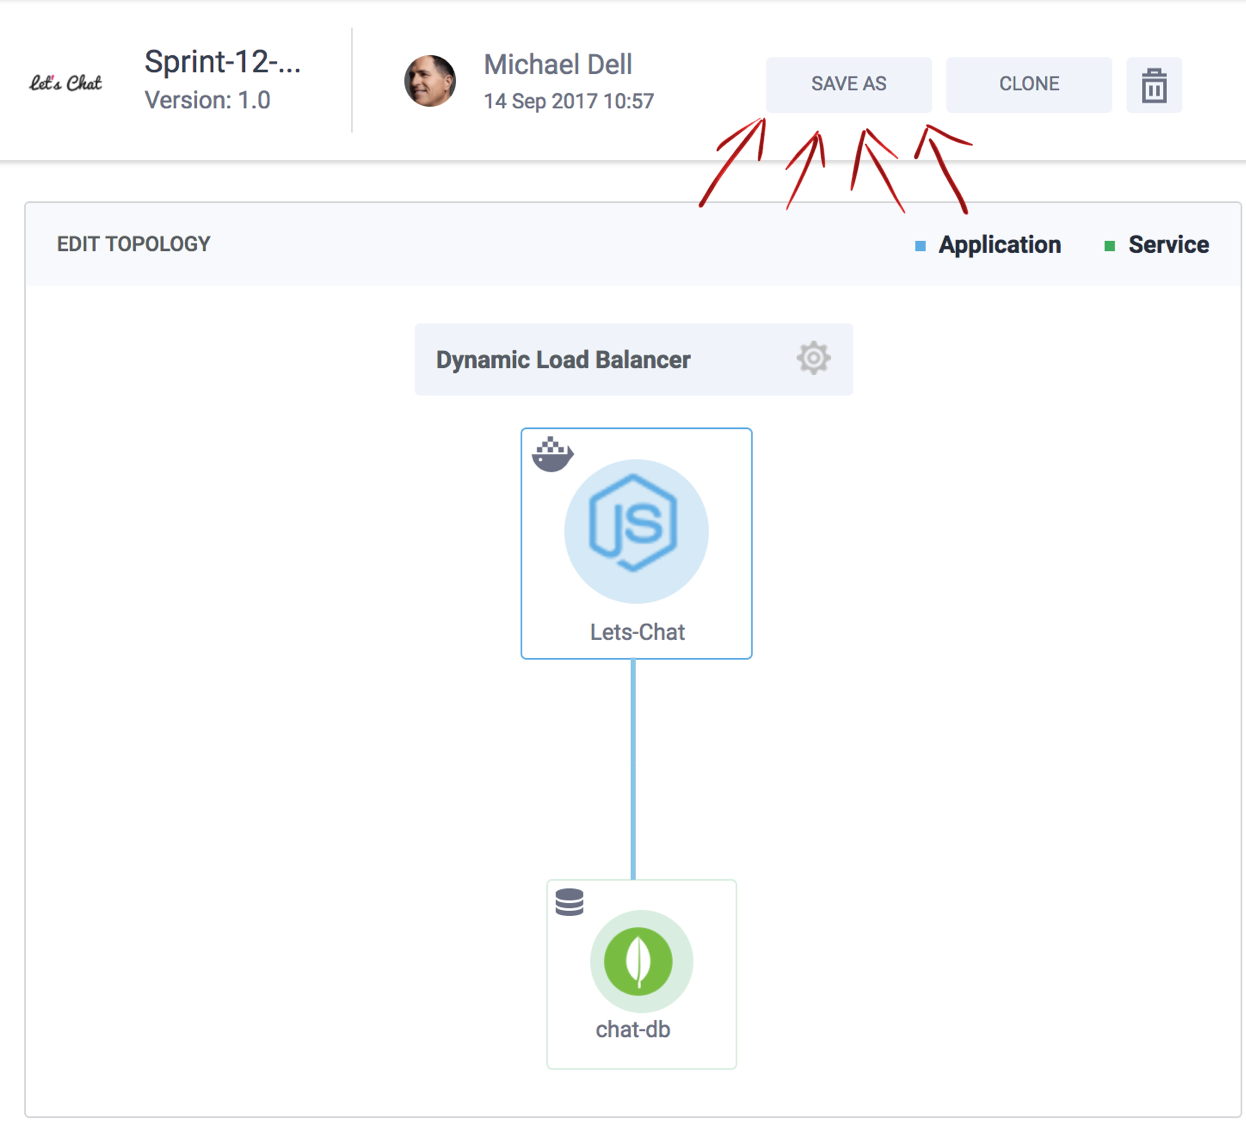 Let's Chat
Sprint-12-...
Version: 1.0
Michael Dell
14 Sep 2017 10:57
SAVE AS
CLONE
EDIT TOPOLOGY
Application
Service
Dynamic Load Balancer
JS
Lets-Chat
chat-db